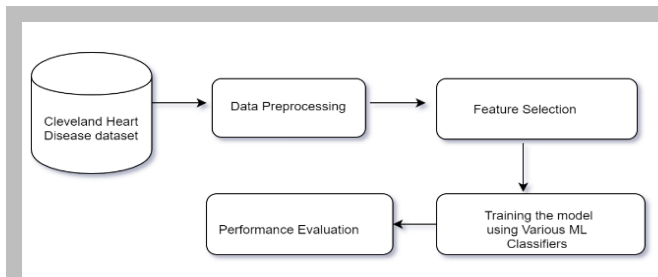 Cleveland Heart
Disease dataset
Data Preprocessing
Feature Selection
Training the model
using Various ML
Classifiers
Performance Evaluation